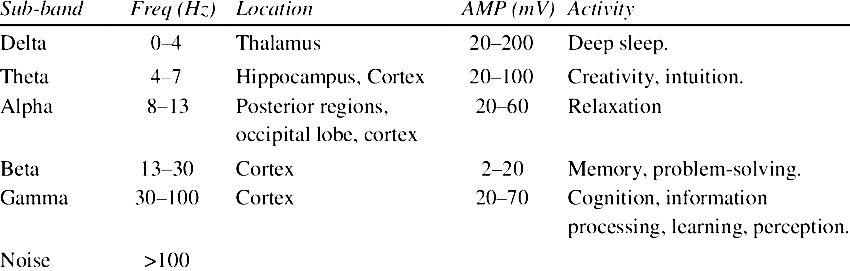 Sub-band Freq (Hz) Location AMP (mV) Activity
Delta 0–4 Thalamus 20–200 Deep sleep.
Theta 4–7 Hippocampus, Cortex 20–100 Creativity, intuition.
Alpha 8–13 Posterior regions, 20–60 Relaxation
occipital lobe, cortex
Beta 13–30 Cortex 2–20 Memory, problem-solving.
Gamma 30–100 Cortex 20–70 Cognition, information
processing, learning, perception.
Noise >100